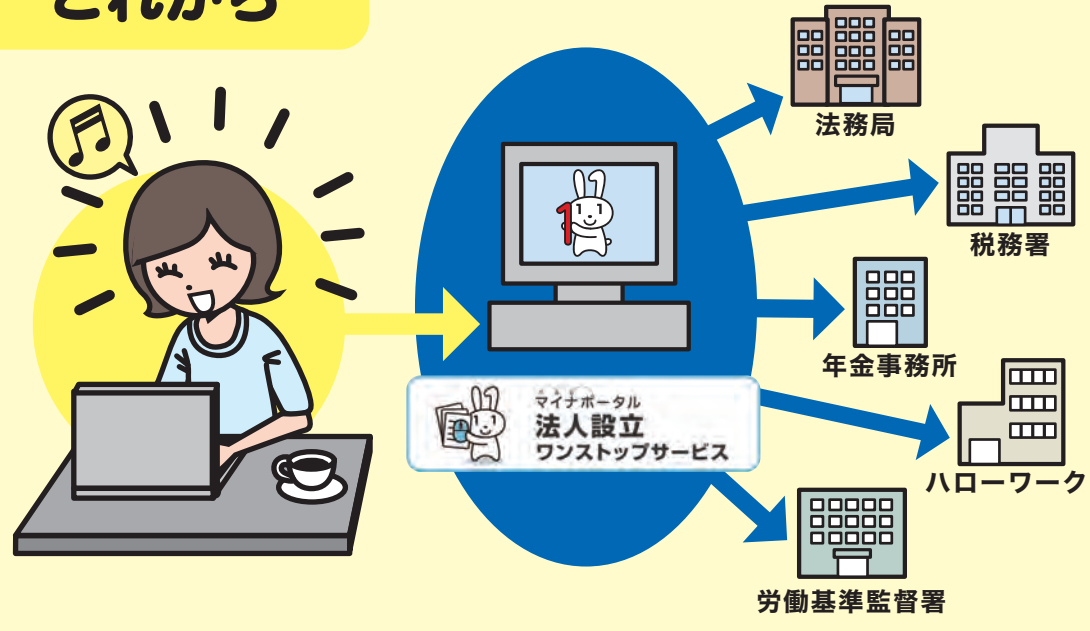 これから
法務局
税務署
年金事務所
マイナポータル
法人設立
ワンストップサービス
ハローワーク
労働基準監督署